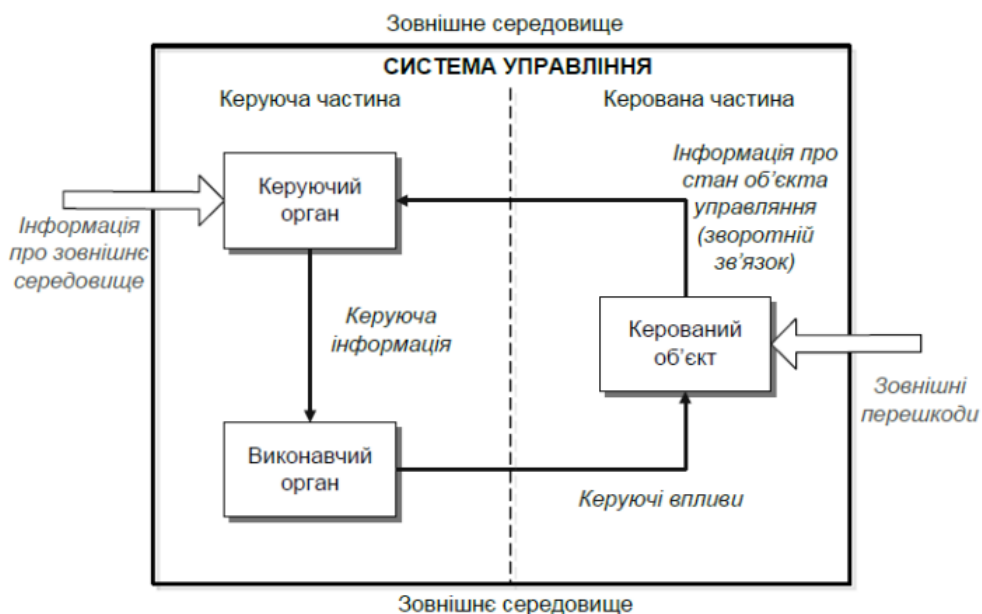 Зовнішне середовище
СИСТЕМА УПРАВЛІННЯ
Керуюча частина
Керована частина
Керуючий
орган
Інформація
про зовнішнє
середовище
Інформація про
стан об’єкта
управляння
(зворотній
зв’язок)
Керуюча
інформація
Керований
об’єкт
Зовнішні
перешкоди
Виконавчий
орган
Керуючі впливи
Зовнішнє середовище